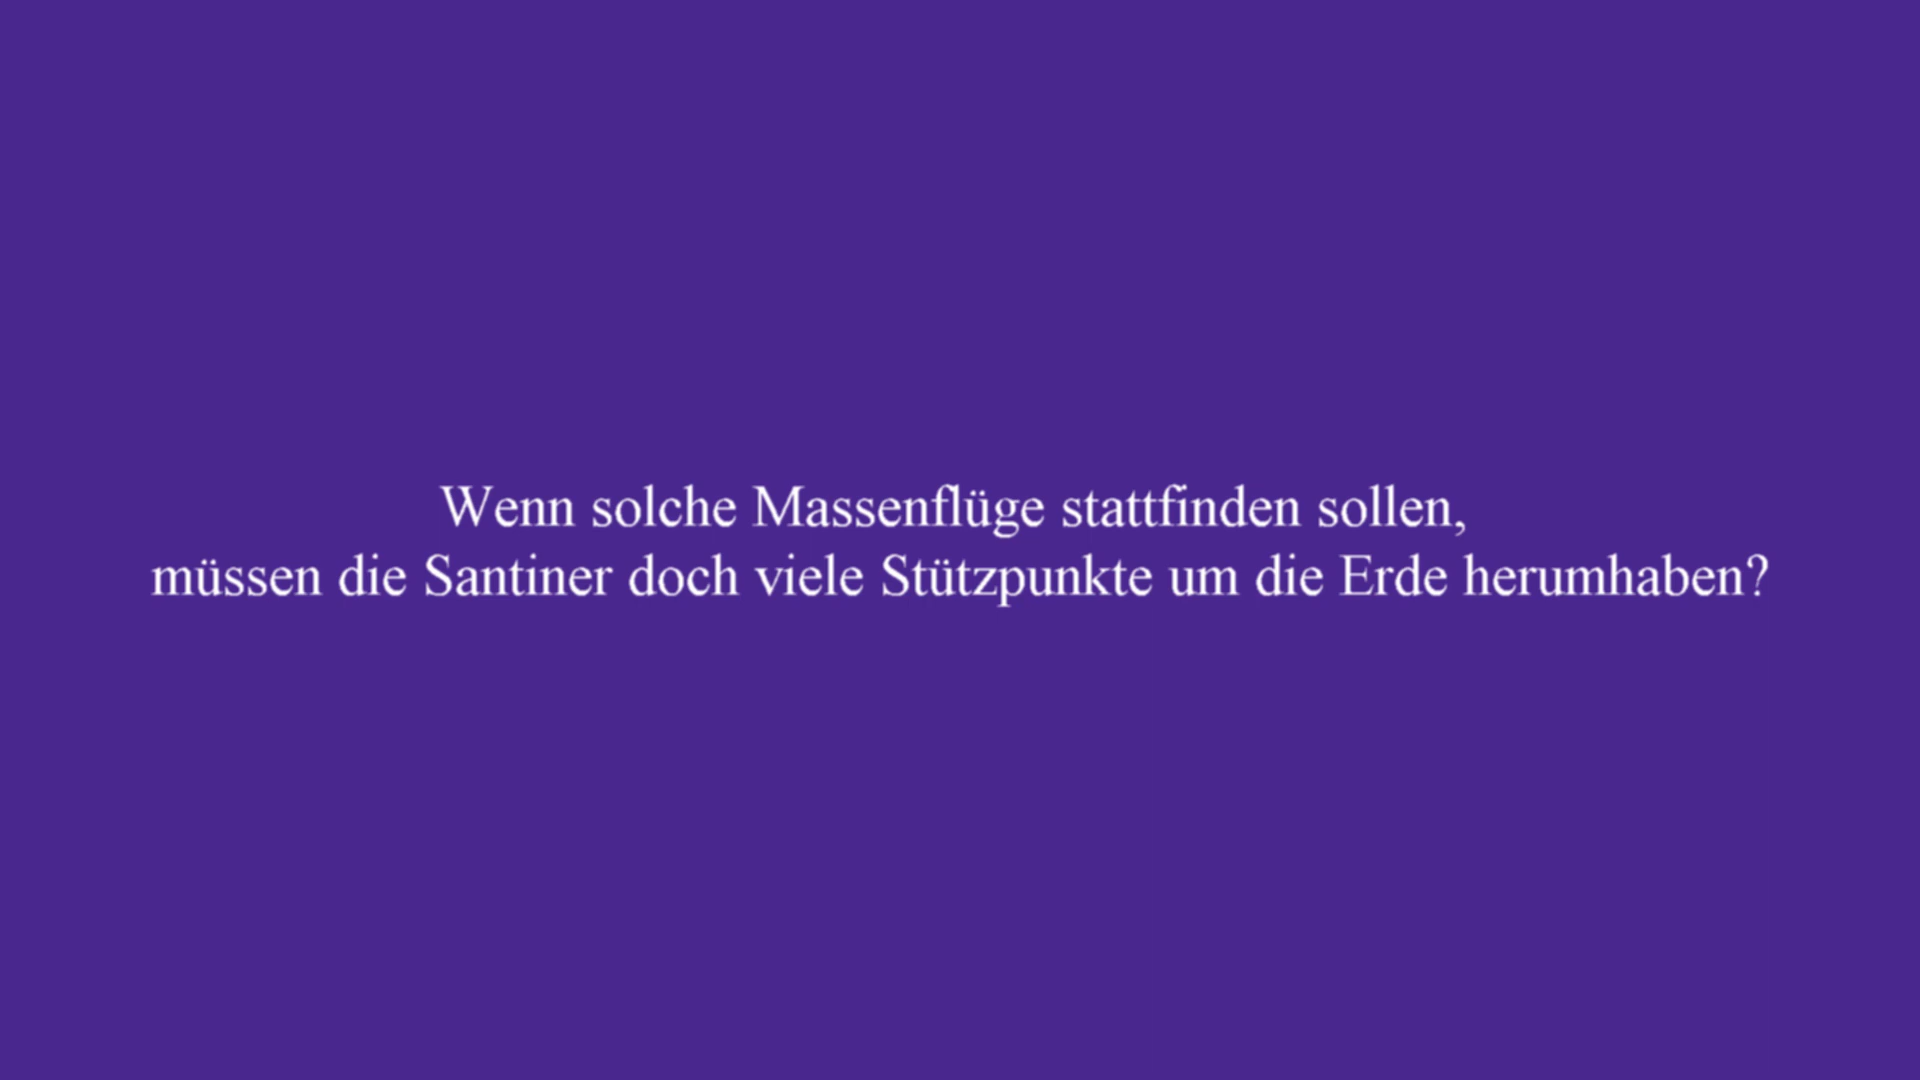 Wenn solche Massenflüge stattfinden sollen,
müssen die Santiner doch viele Stützpunkte um die Erde herumhaben?